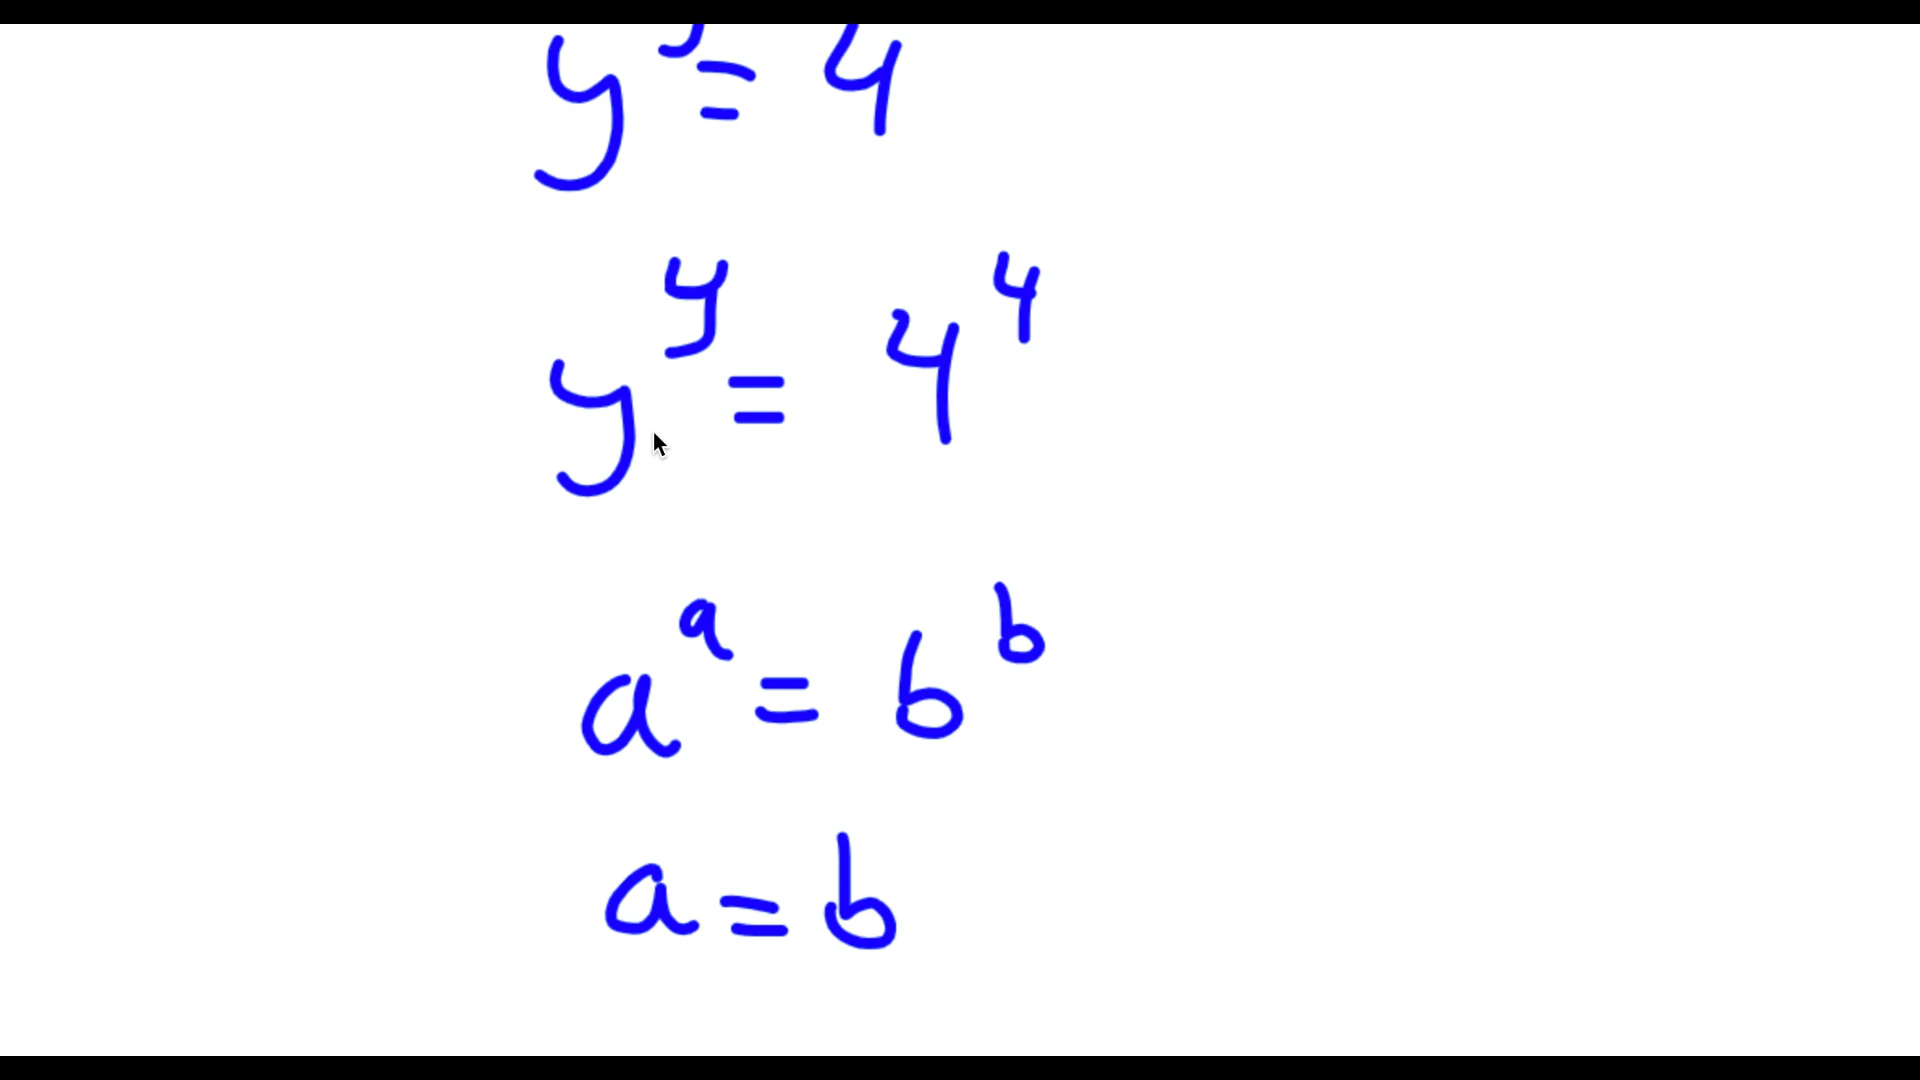 y^y = 4
y^y = 4^4
a^a = b^b
a = b